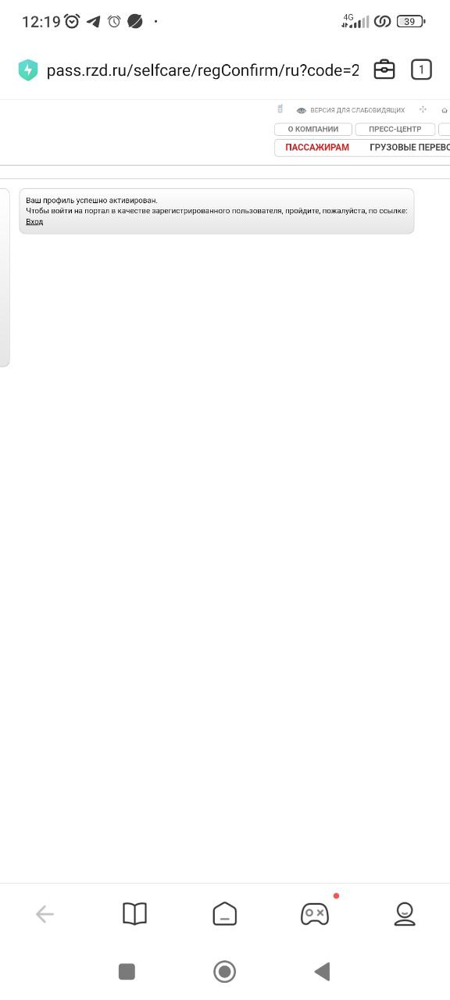 12:19
4G
39
pass.rzd.ru/selfcare/regConfirm/ru?code=2
1
ВЕРСИЯ ДЛЯ СЛАБОВИДЯЩИХ
О КОМПАНИИ ПРЕСС-ЦЕНТР
ПАССАЖИРАМ ГРУЗОВЫЕ ПЕРЕВО
Ваш профиль успешно активирован.
Чтобы войти на портал в качестве зарегистрированного пользователя, пройдите, пожалуйста, по ссылке:
Вход